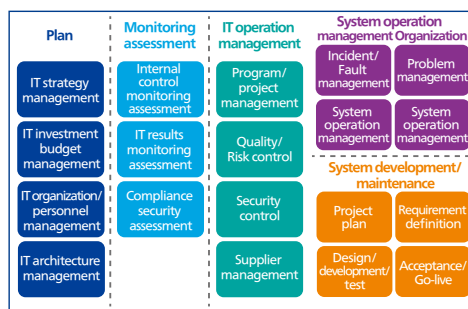 Plan
IT strategy
management
IT investment
budget
management
IT organization/
personnel
management
IT architecture
management
Monitoring
assessment
Internal
control
monitoring
assessment
IT results
monitoring
assessment
Compliance
security
assessment
IT operation
management
Program/
project
management
Quality/
Risk control
Security
control
Supplier
management
System operation
management Organization
Incident/
Fault
management
Problem
management
System
operation
management
System
operation
management
System development/
maintenance
Project
plan
Requirement
definition
Design/
development/
test
Acceptance/
Go-live